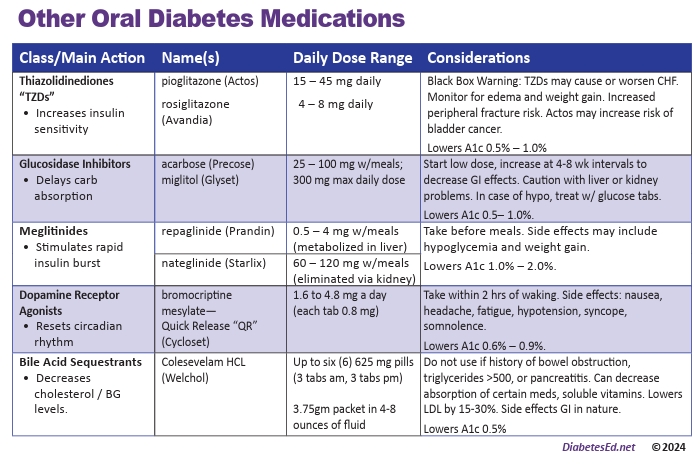 Other Oral Diabetes Medications
Class/Main Action Name(s) Daily Dose Range Considerations
Thiazolidinediones
“TZDs”
• Increases insulin
sensitivity
pioglitazone (Actos)
rosiglitazone
(Avandia)
15 – 45 mg daily
4 – 8 mg daily
Black Box Warning: TZDs may cause or worsen CHF.
Monitor for edema and weight gain. Increased
peripheral fracture risk. Actos may increase risk of
bladder cancer.
Lowers A1c 0.5% – 1.0%
Glucosidase Inhibitors
• Delays carb
absorption
acarbose (Precose)
miglitol (Glyset)
25 – 100 mg w/meals;
300 mg max daily dose
Start low dose, increase at 4-8 wk intervals to
decrease GI effects. Caution with liver or kidney
problems. In case of hypo, treat w/ glucose tabs.
Lowers A1c 0.5– 1.0%.
Meglitinides
• Stimulates rapid
insulin burst
repaglinide (Prandin)
nateglinide (Starlix)
0.5 – 4 mg w/meals
(metabolized in liver)
60 – 120 mg w/meals
(eliminated via kidney)
Take before meals. Side effects may include
hypoglycemia and weight gain.
Lowers A1c 1.0% – 2.0%.
Dopamine Receptor
Agonists
• Resets circadian
rhythm
bromocriptine
mesylate—
Quick Release “QR”
(Cycloset)
1.6 to 4.8 mg a day
(each tab 0.8 mg)
Take within 2 hrs of waking. Side effects: nausea,
headache, fatigue, hypotension, syncope,
somnolence.
Lowers A1c 0.6% – 0.9%.
Bile Acid Sequestrants
• Decreases
cholesterol / BG
levels.
Colesevelam HCL
(Welchol)
Up to six (6) 625 mg pills
(3 tabs am, 3 tabs pm)
3.75gm packet in 4-8
ounces of fluid
Do not use if history of bowel obstruction,
triglycerides >500, or pancreatitis. Can decrease
absorption of certain meds, soluble vitamins. Lowers
LDL by 15-30%. Side effects GI in nature.
Lowers A1c 0.5%
DiabetesEd.net ©2024